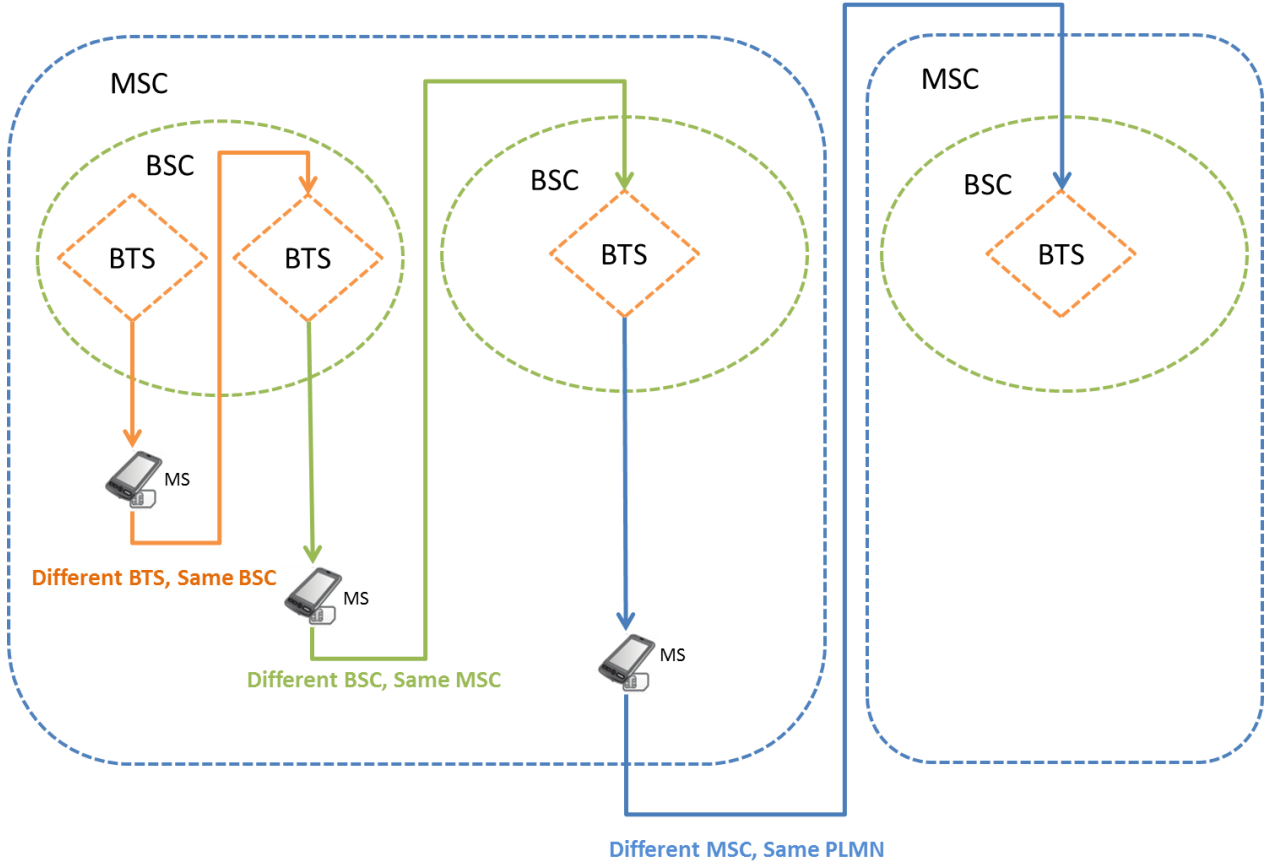 MSC
MSC
BSC
BSC
BSC
BTS
BTS
BTS
BTS
MS
Different BTS, Same BSC
MS
Different BSC, Same MSC
MS
Different MSC, Same PLMN